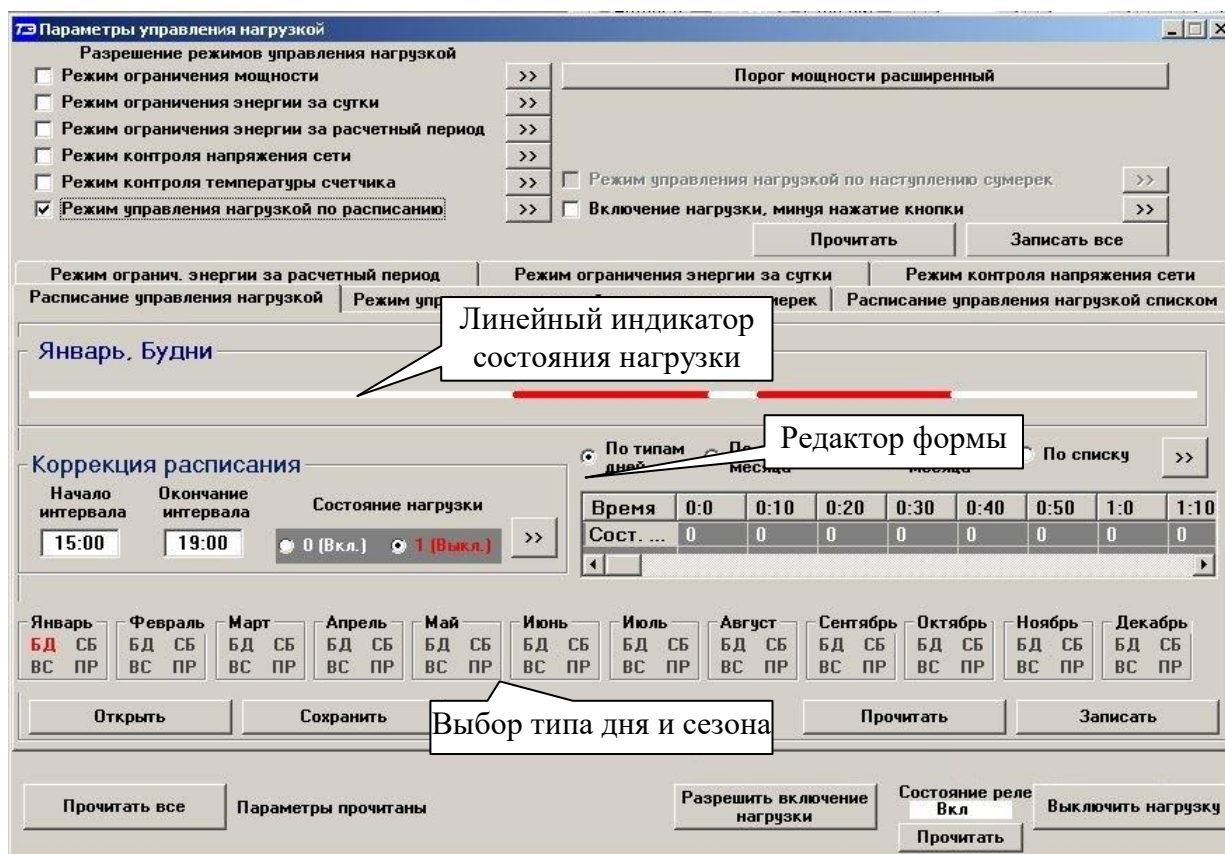 ТЭ Параметры управления нагрузкой
Разрешение режимов управления нагрузкой
Режим ограничения мощности >> Порог мощности расширенный
Режим ограничения энергии за сутки >>
Режим ограничения энергии за расчетный период >>
Режим контроля напряжения сети >>
Режим контроля температуры счетчика >> Режим управления нагрузкой по наступлению сумерек >>
Режим управления нагрузкой по расписанию >> Включение нагрузки, минуя нажатие кнопки >>
Прочитать Записать все
Режим огранич. энергии за расчетный период Режим ограничения энергии за сутки Режим контроля напряжения сети
Расписание управления нагрузкой Режим Расписание управления нагрузкой списком
Линейный индикатор
состояния нагрузки
Январь, Будни
Редактор формы
По типам По списку >>
Коррекция расписания
Начало Окончание
интервала интервала Состояние нагрузки
15:00 19:00 0 (Вкл.) 1 (Выкл.) >>
Время 0:0 0:10 0:20 0:30 0:40 0:50 1:0 1:10
Сост. ... 0 0 0 0 0 0 0 0
Январь Февраль Март Апрель Май Июнь Июль Август Сентябрь Октябрь Ноябрь Декабрь
БД СБ БД СБ БД СБ БД СБ БД СБ БД СБ БД СБ БД СБ БД СБ БД СБ БД СБ БД СБ
ВС ПР ВС ПР ВС ПР ВС ПР ВС ПР ВС ПР ВС ПР ВС ПР ВС ПР ВС ПР ВС ПР ВС ПР
Открыть Сохранить Выбор типа дня и сезона Прочитать Записать
Прочитать все Параметры прочитаны
Разрешить включение
нагрузки
Состояние реле
Вкл
Прочитать
Выключить нагрузку